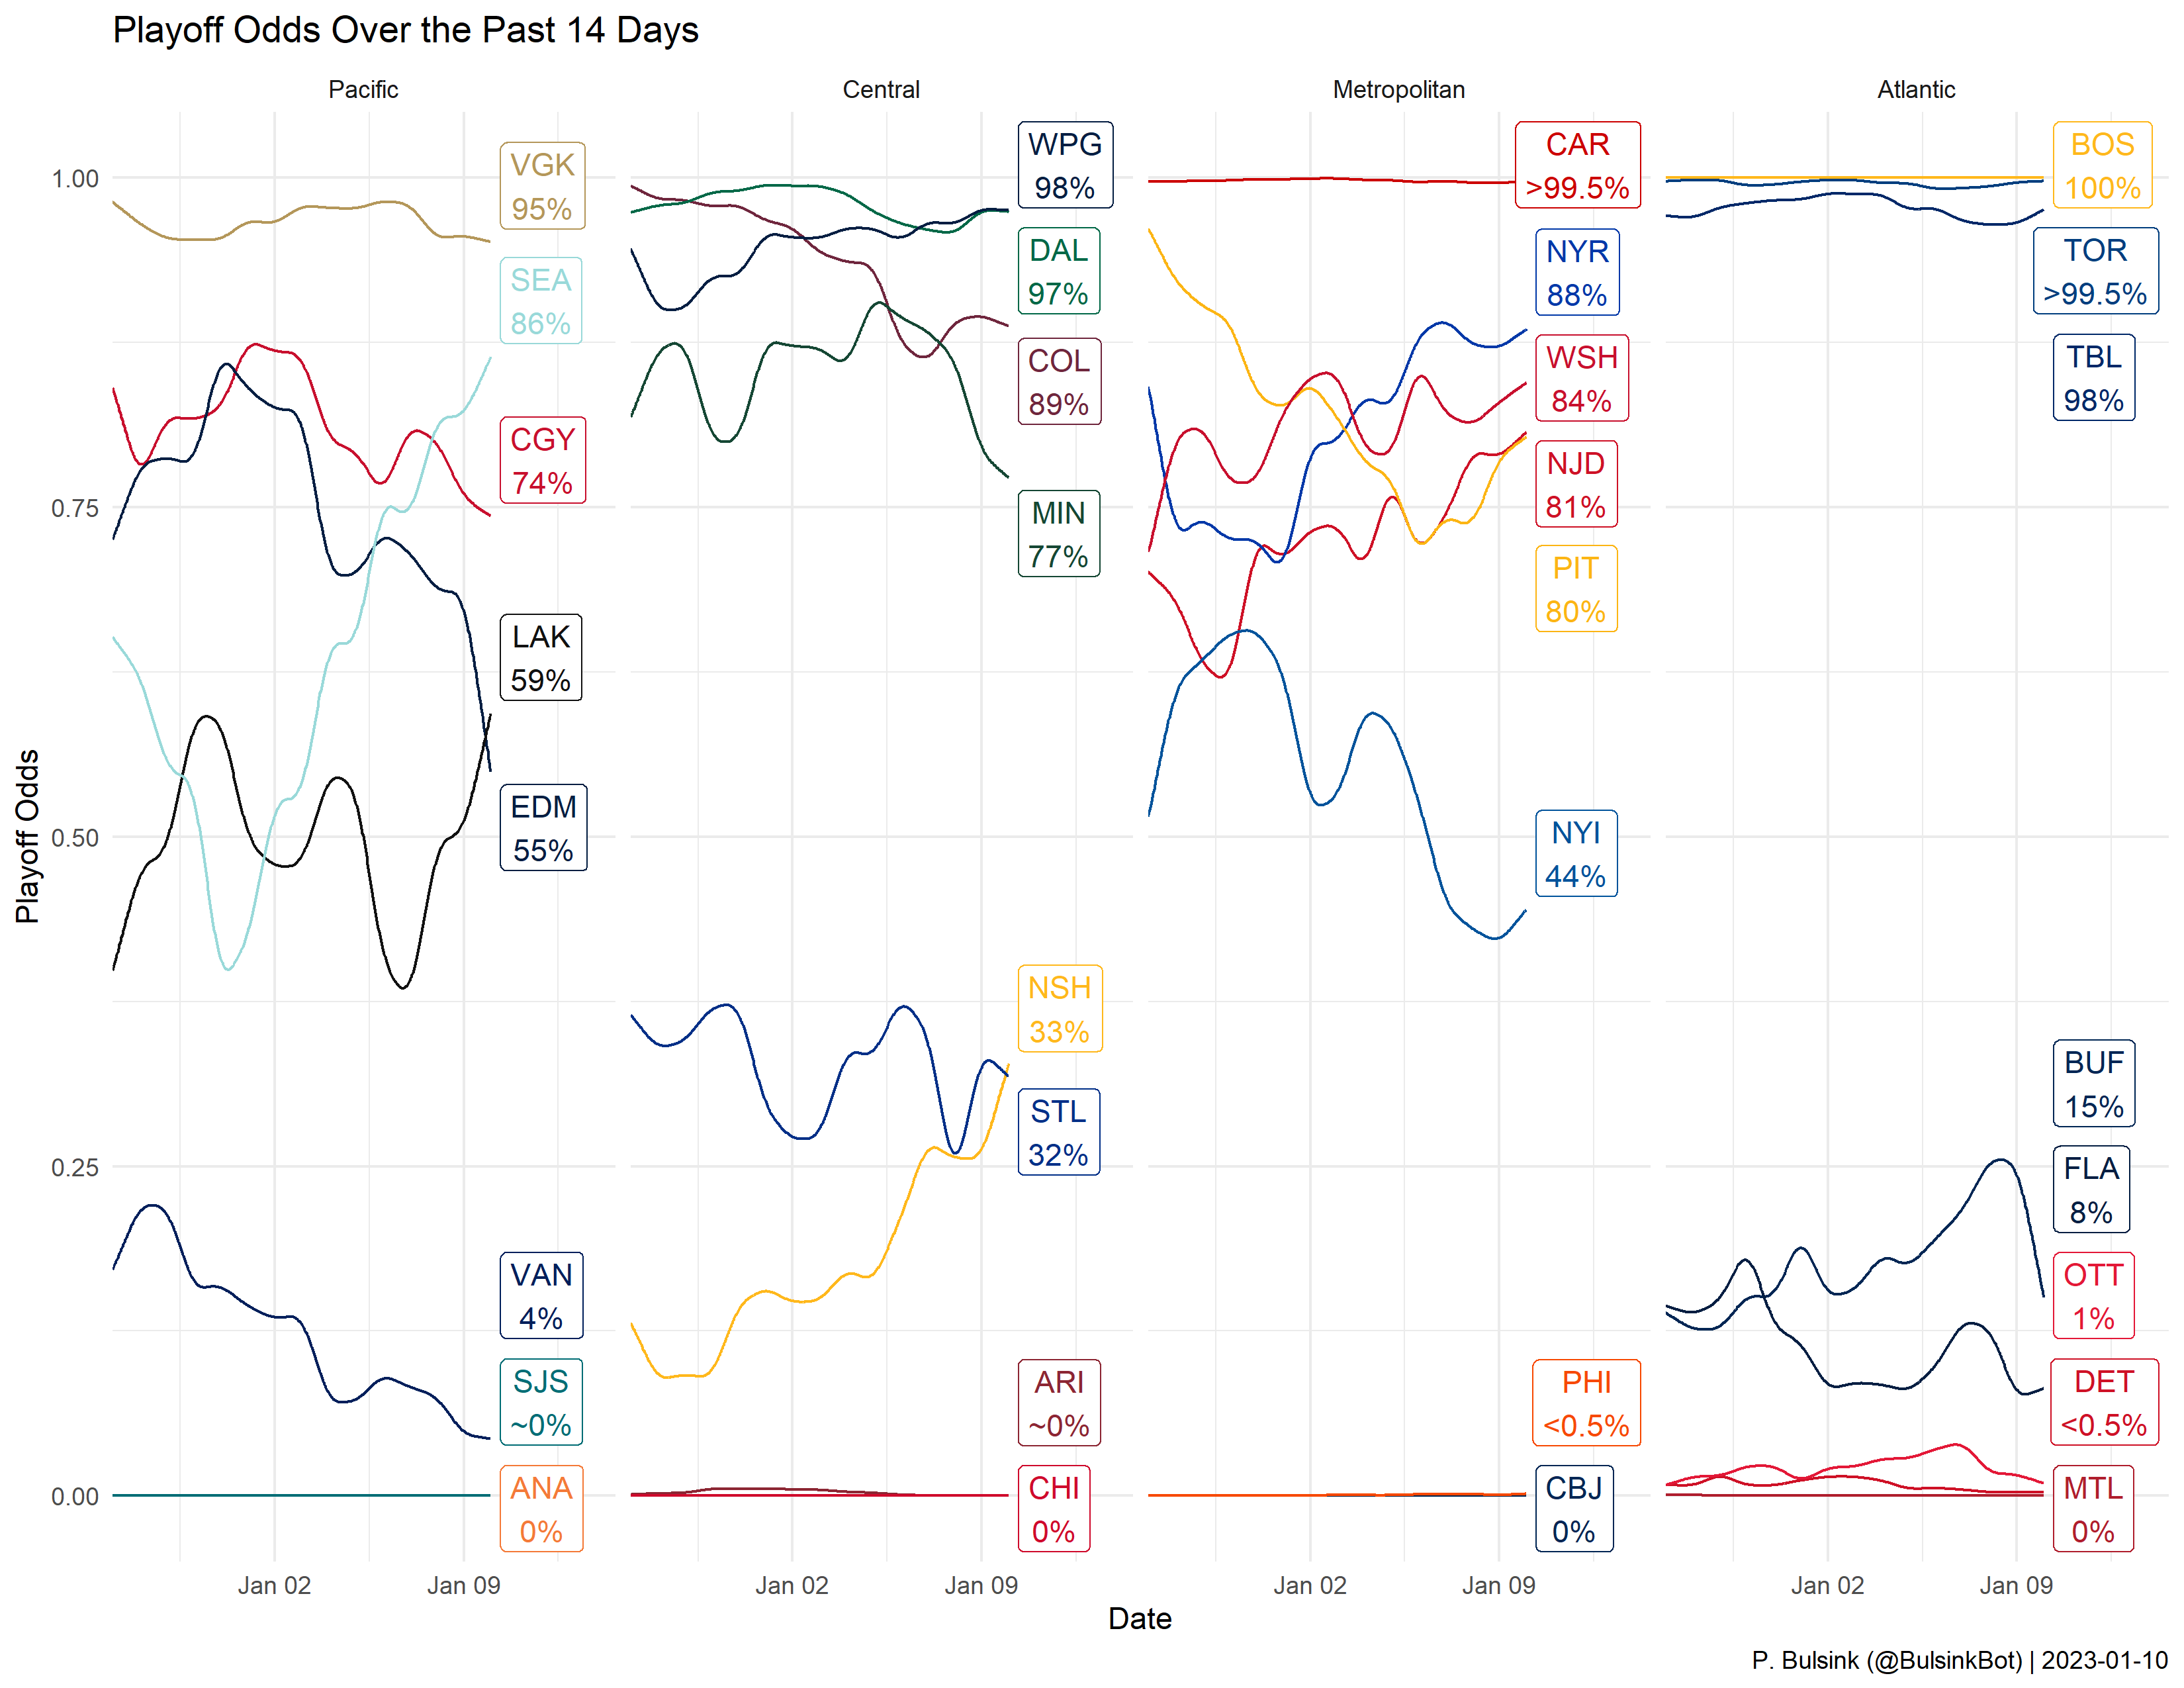 Playoff Odds Over the Past 14 Days
Pacific
Central
Metropolitan
Atlantic
Playoff Odds
1.00
0.75
0.50
0.25
0.00
VGK
95%
SEA
86%
CGY
74%
LAK
59%
EDM
55%
VAN
4%
SJS
~0%
ANA
0%
WPG
98%
DAL
97%
COL
89%
MIN
77%
NSH
33%
STL
32%
ARI
~0%
CHI
0%
CAR
>99.5%
NYR
88%
WSH
84%
NJD
81%
PIT
80%
NYI
44%
PHI
<0.5%
CBJ
0%
BOS
100%
TOR
>99.5%
TBL
98%
BUF
15%
FLA
8%
OTT
1%
DET
<0.5%
MTL
0%
Jan 02
Jan 09
Jan 02
Jan 09
Jan 02
Jan 09
Jan 02
Jan 09
Date
P. Bulsink (@BulsinkBot) | 2023-01-10